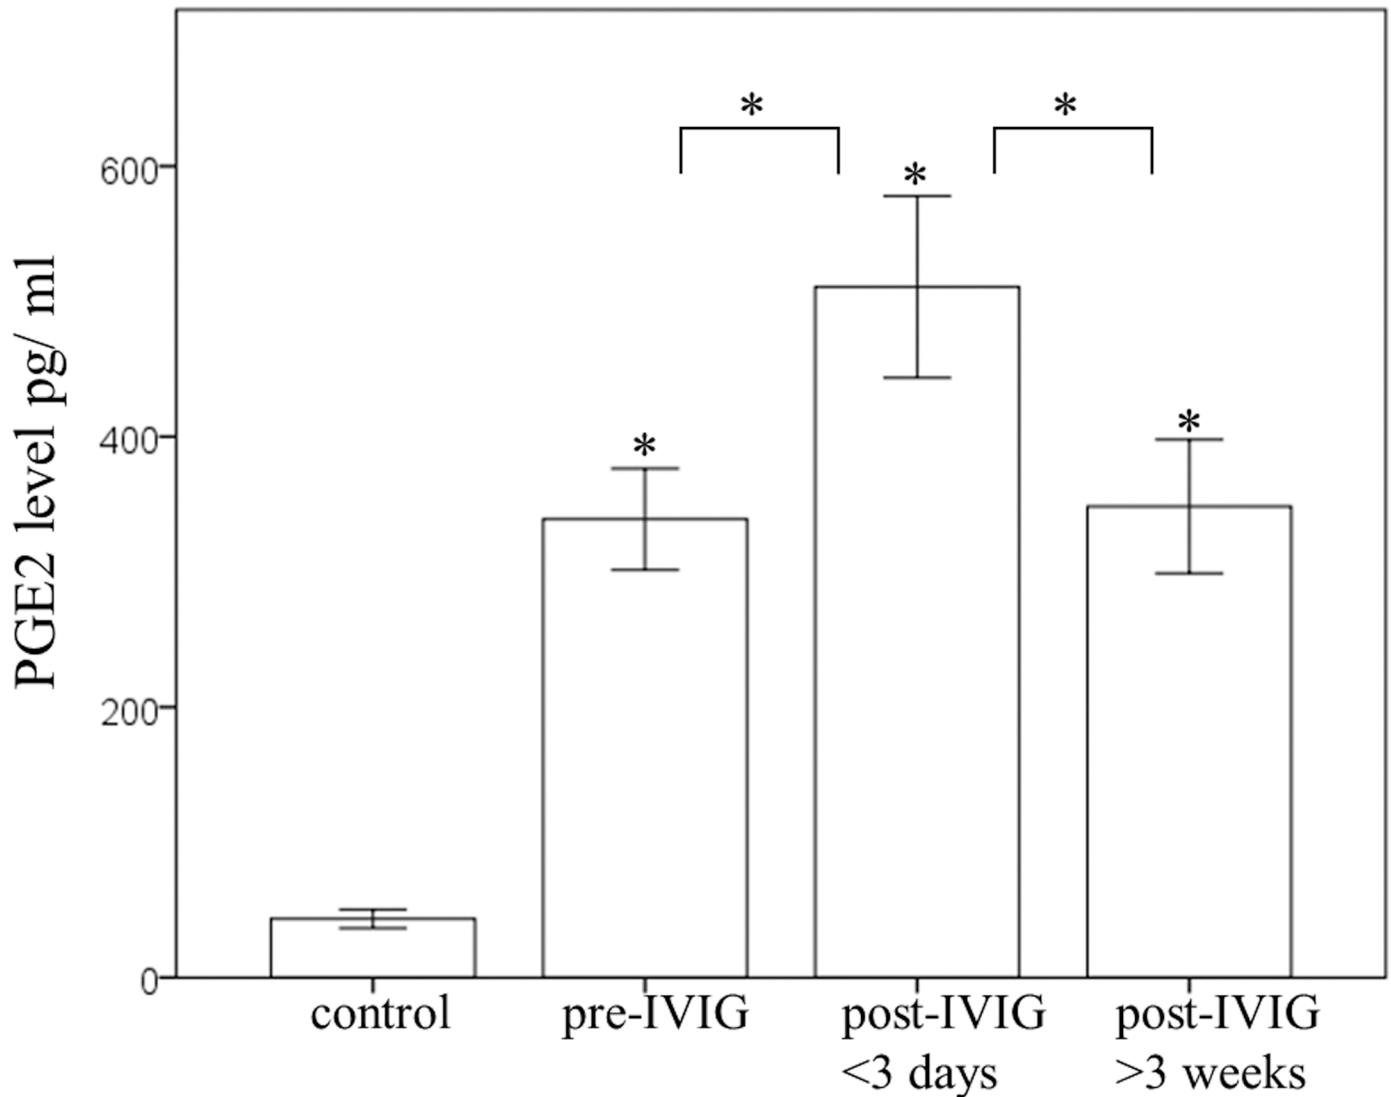 PGE2 level pg/ ml
* *
600
*
400
* *
200
0
control pre-IVIG post-IVIG post-IVIG
<3 days >3 weeks